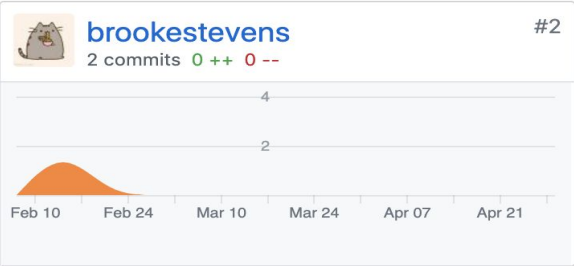 brookestevens #2
2 commits 0 ++ 0 --
4
2
Feb 10 Feb 24 Mar 10 Mar 24 Apr 07 Apr 21